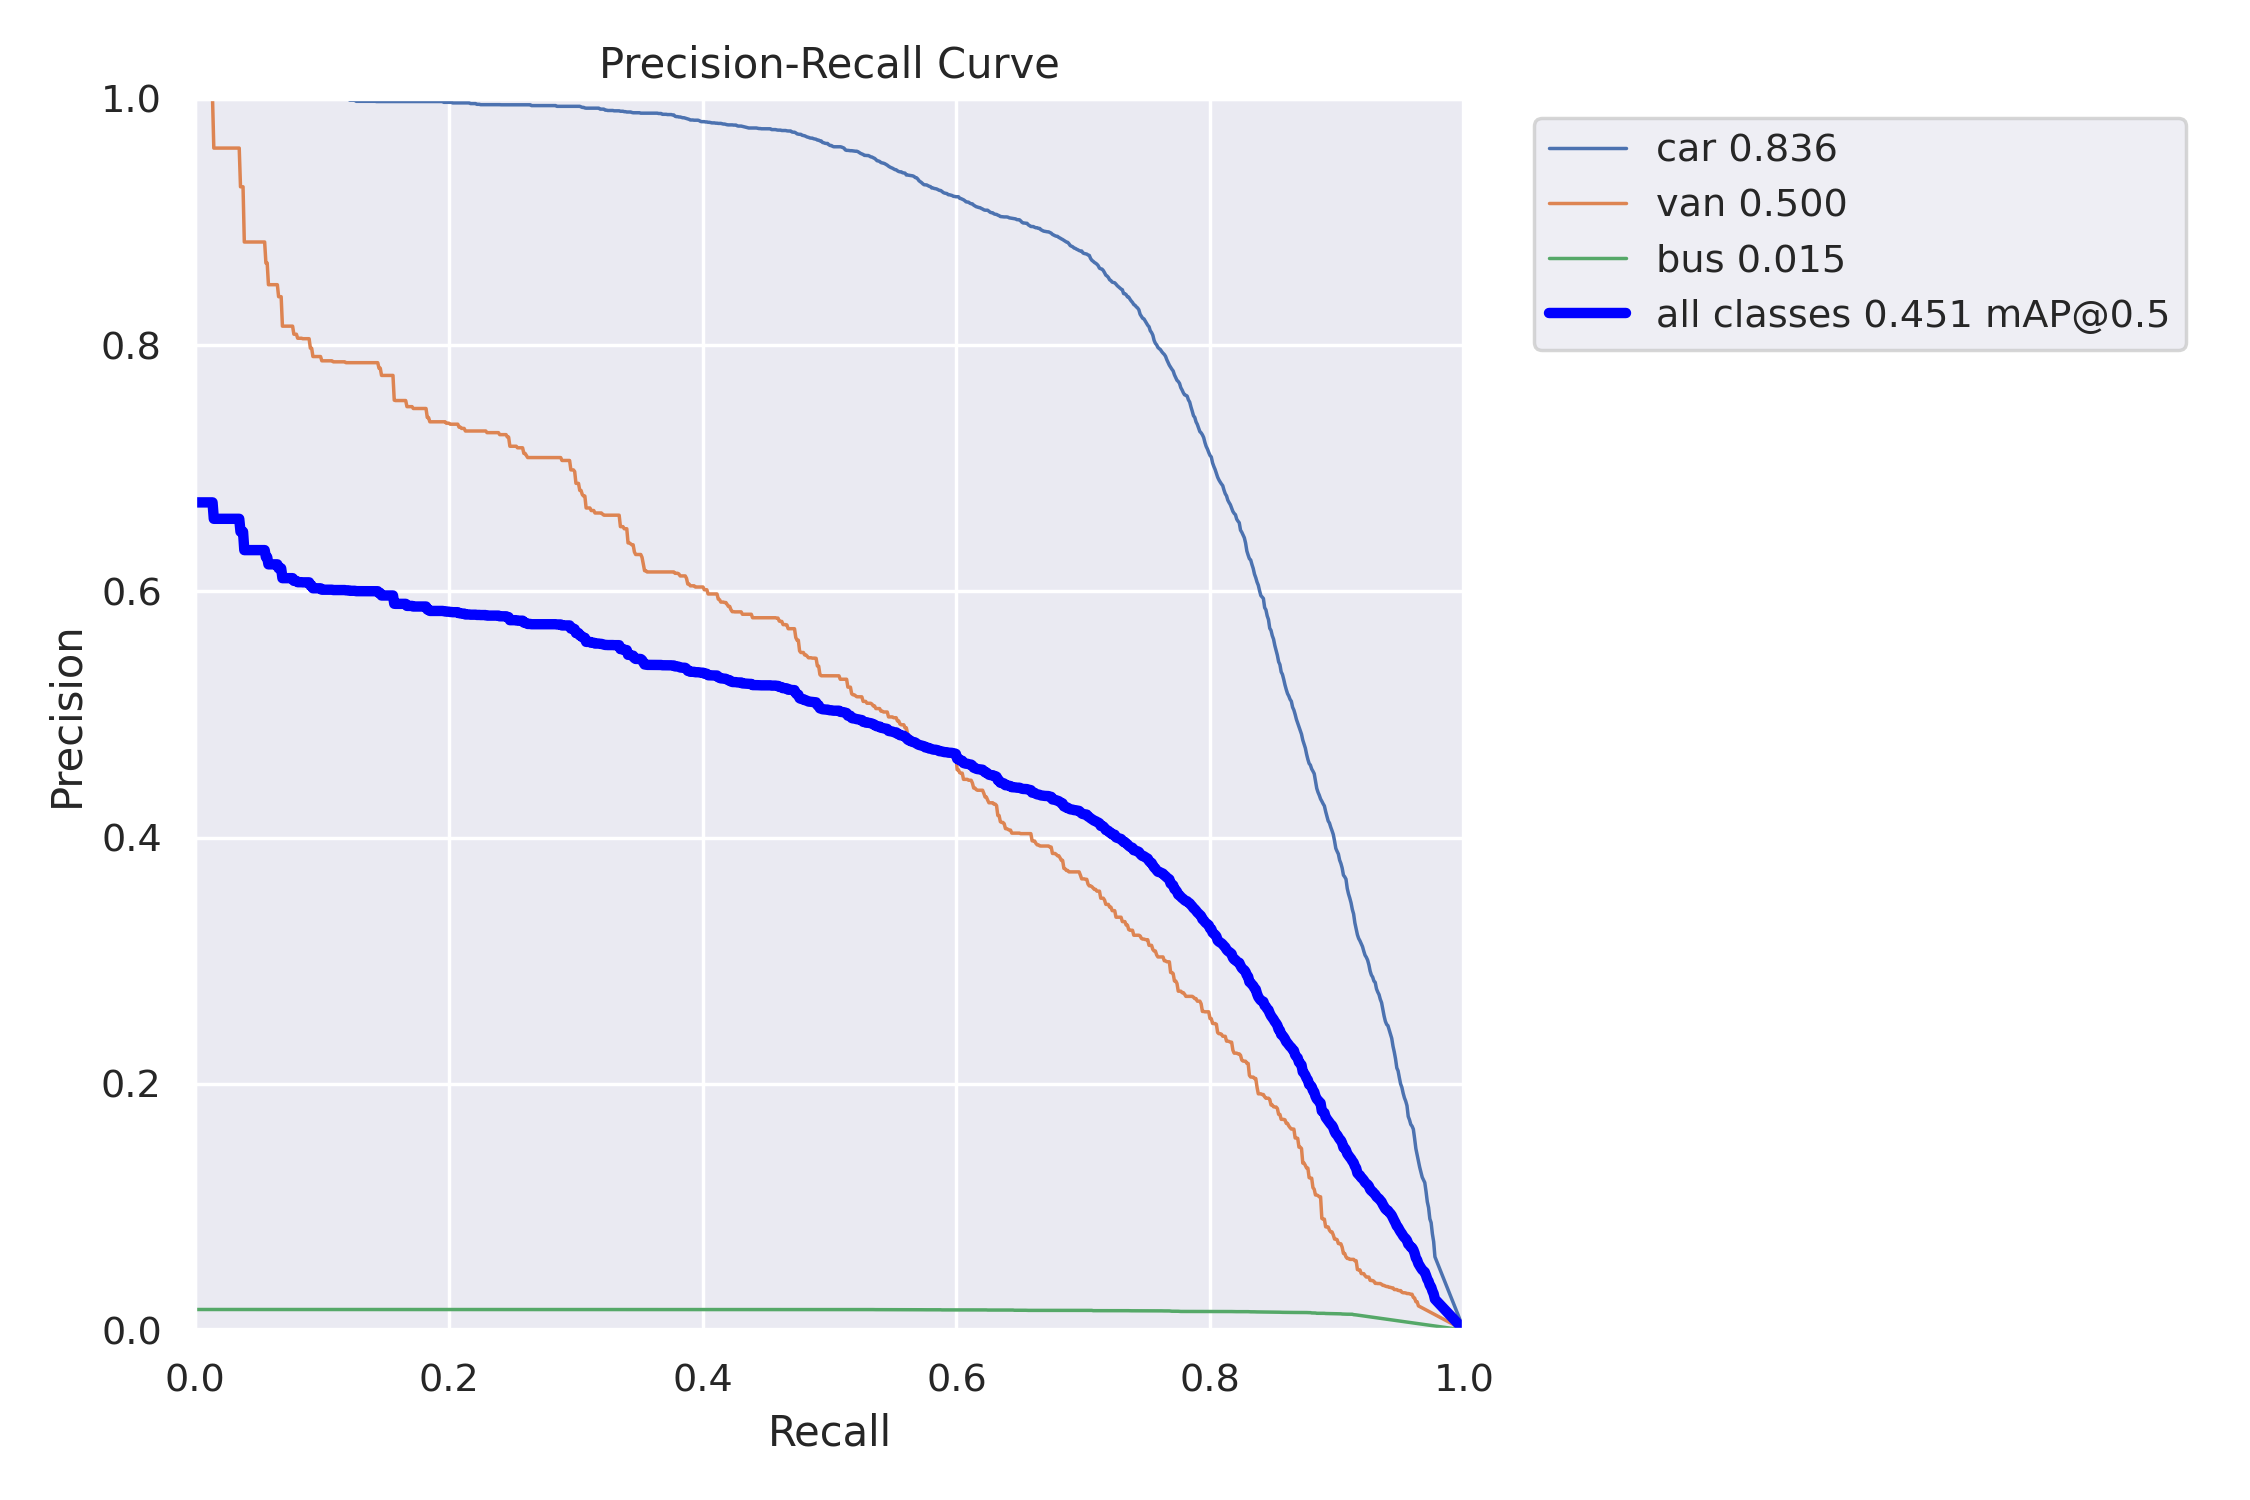 Precision-Recall Curve
1.0
0.8
0.6
0.4
0.2
0.0
Precision
0.0 0.2 0.4 0.6 0.8 1.0
Recall
car 0.836
van 0.500
bus 0.015
all classes 0.451 mAP@0.5